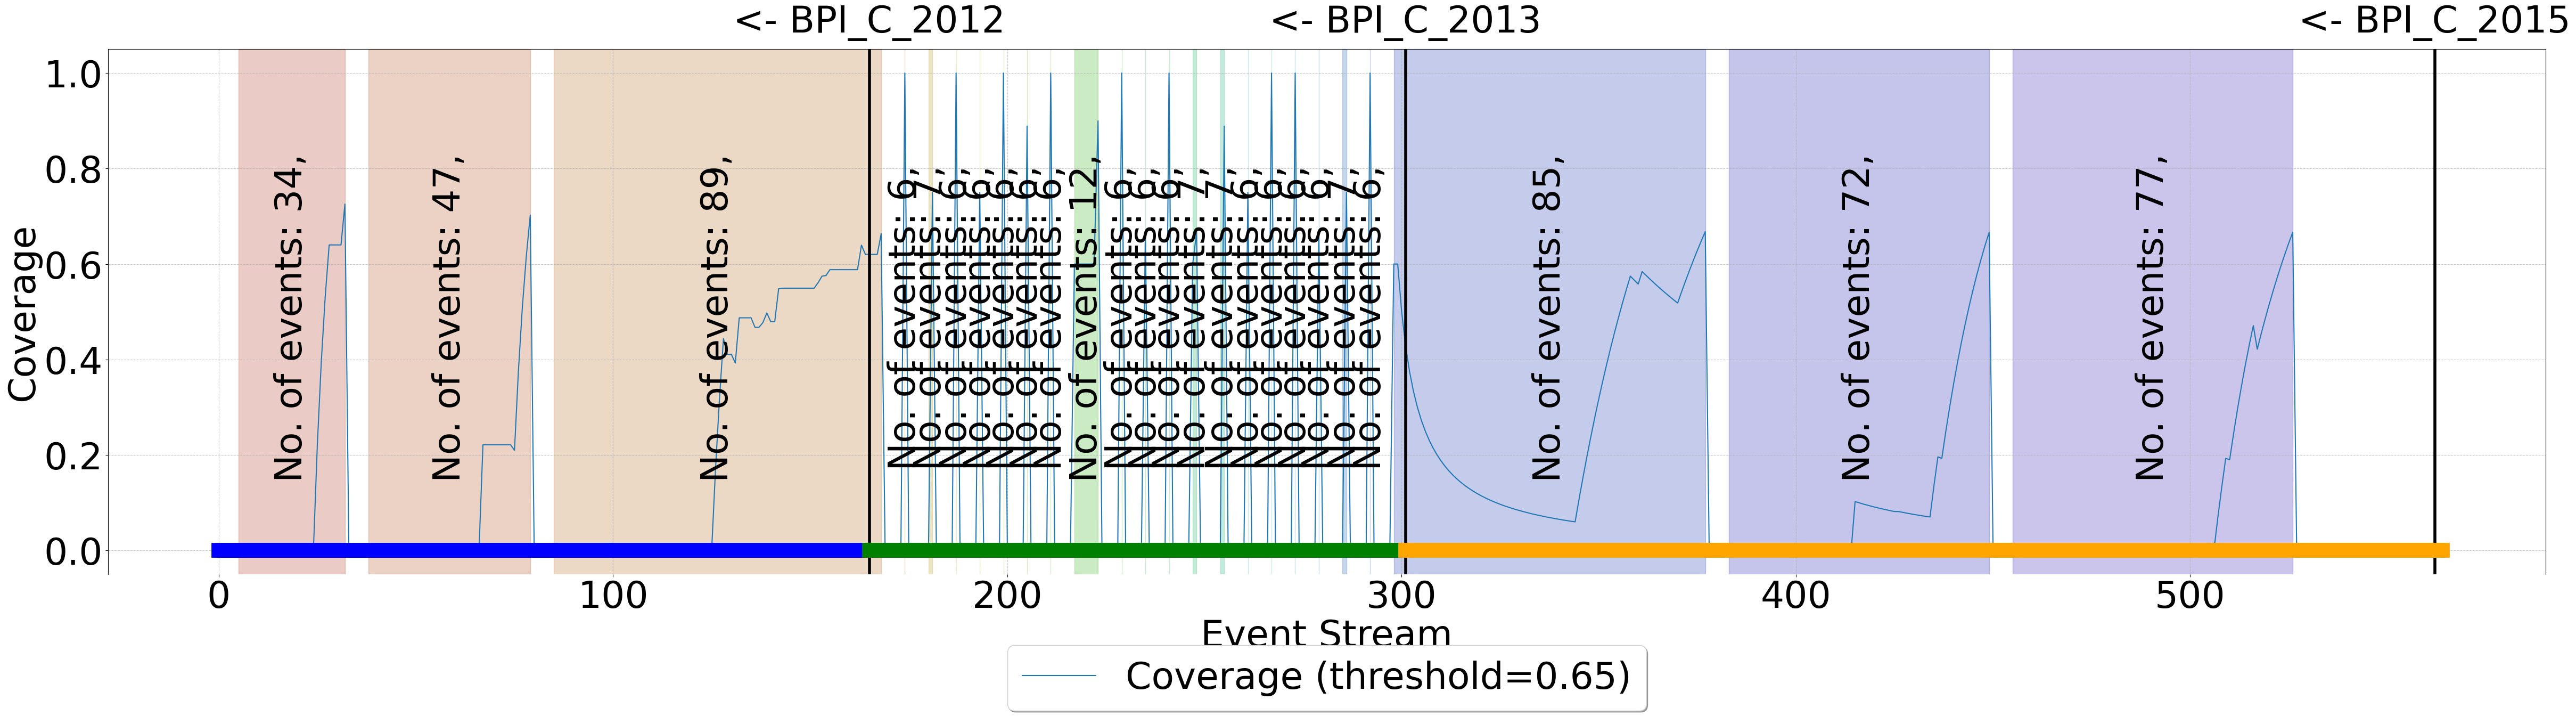 <- BPI_C_2012
<- BPI_C_2013
<- BPI_C_2015
Coverage
1.0
0.8
0.6
0.4
0.2
0.0
No. of events: 34,
No. of events: 47,
No. of events: 89,
No. of events: 6,
No. of events: 7,
No. of events: 6,
No. of events: 6,
No. of events: 6,
No. of events: 6,
No. of events: 6,
No. of events: 12,
No. of events: 6,
No. of events: 6,
No. of events: 6,
No. of events: 7,
No. of events: 7,
No. of events: 6,
No. of events: 6,
No. of events: 6,
No. of events: 6,
No. of events: 7,
No. of events: 6,
No. of events: 85,
No. of events: 72,
No. of events: 77,
0
100
200
300
400
500
Event Stream
Coverage (threshold=0.65)